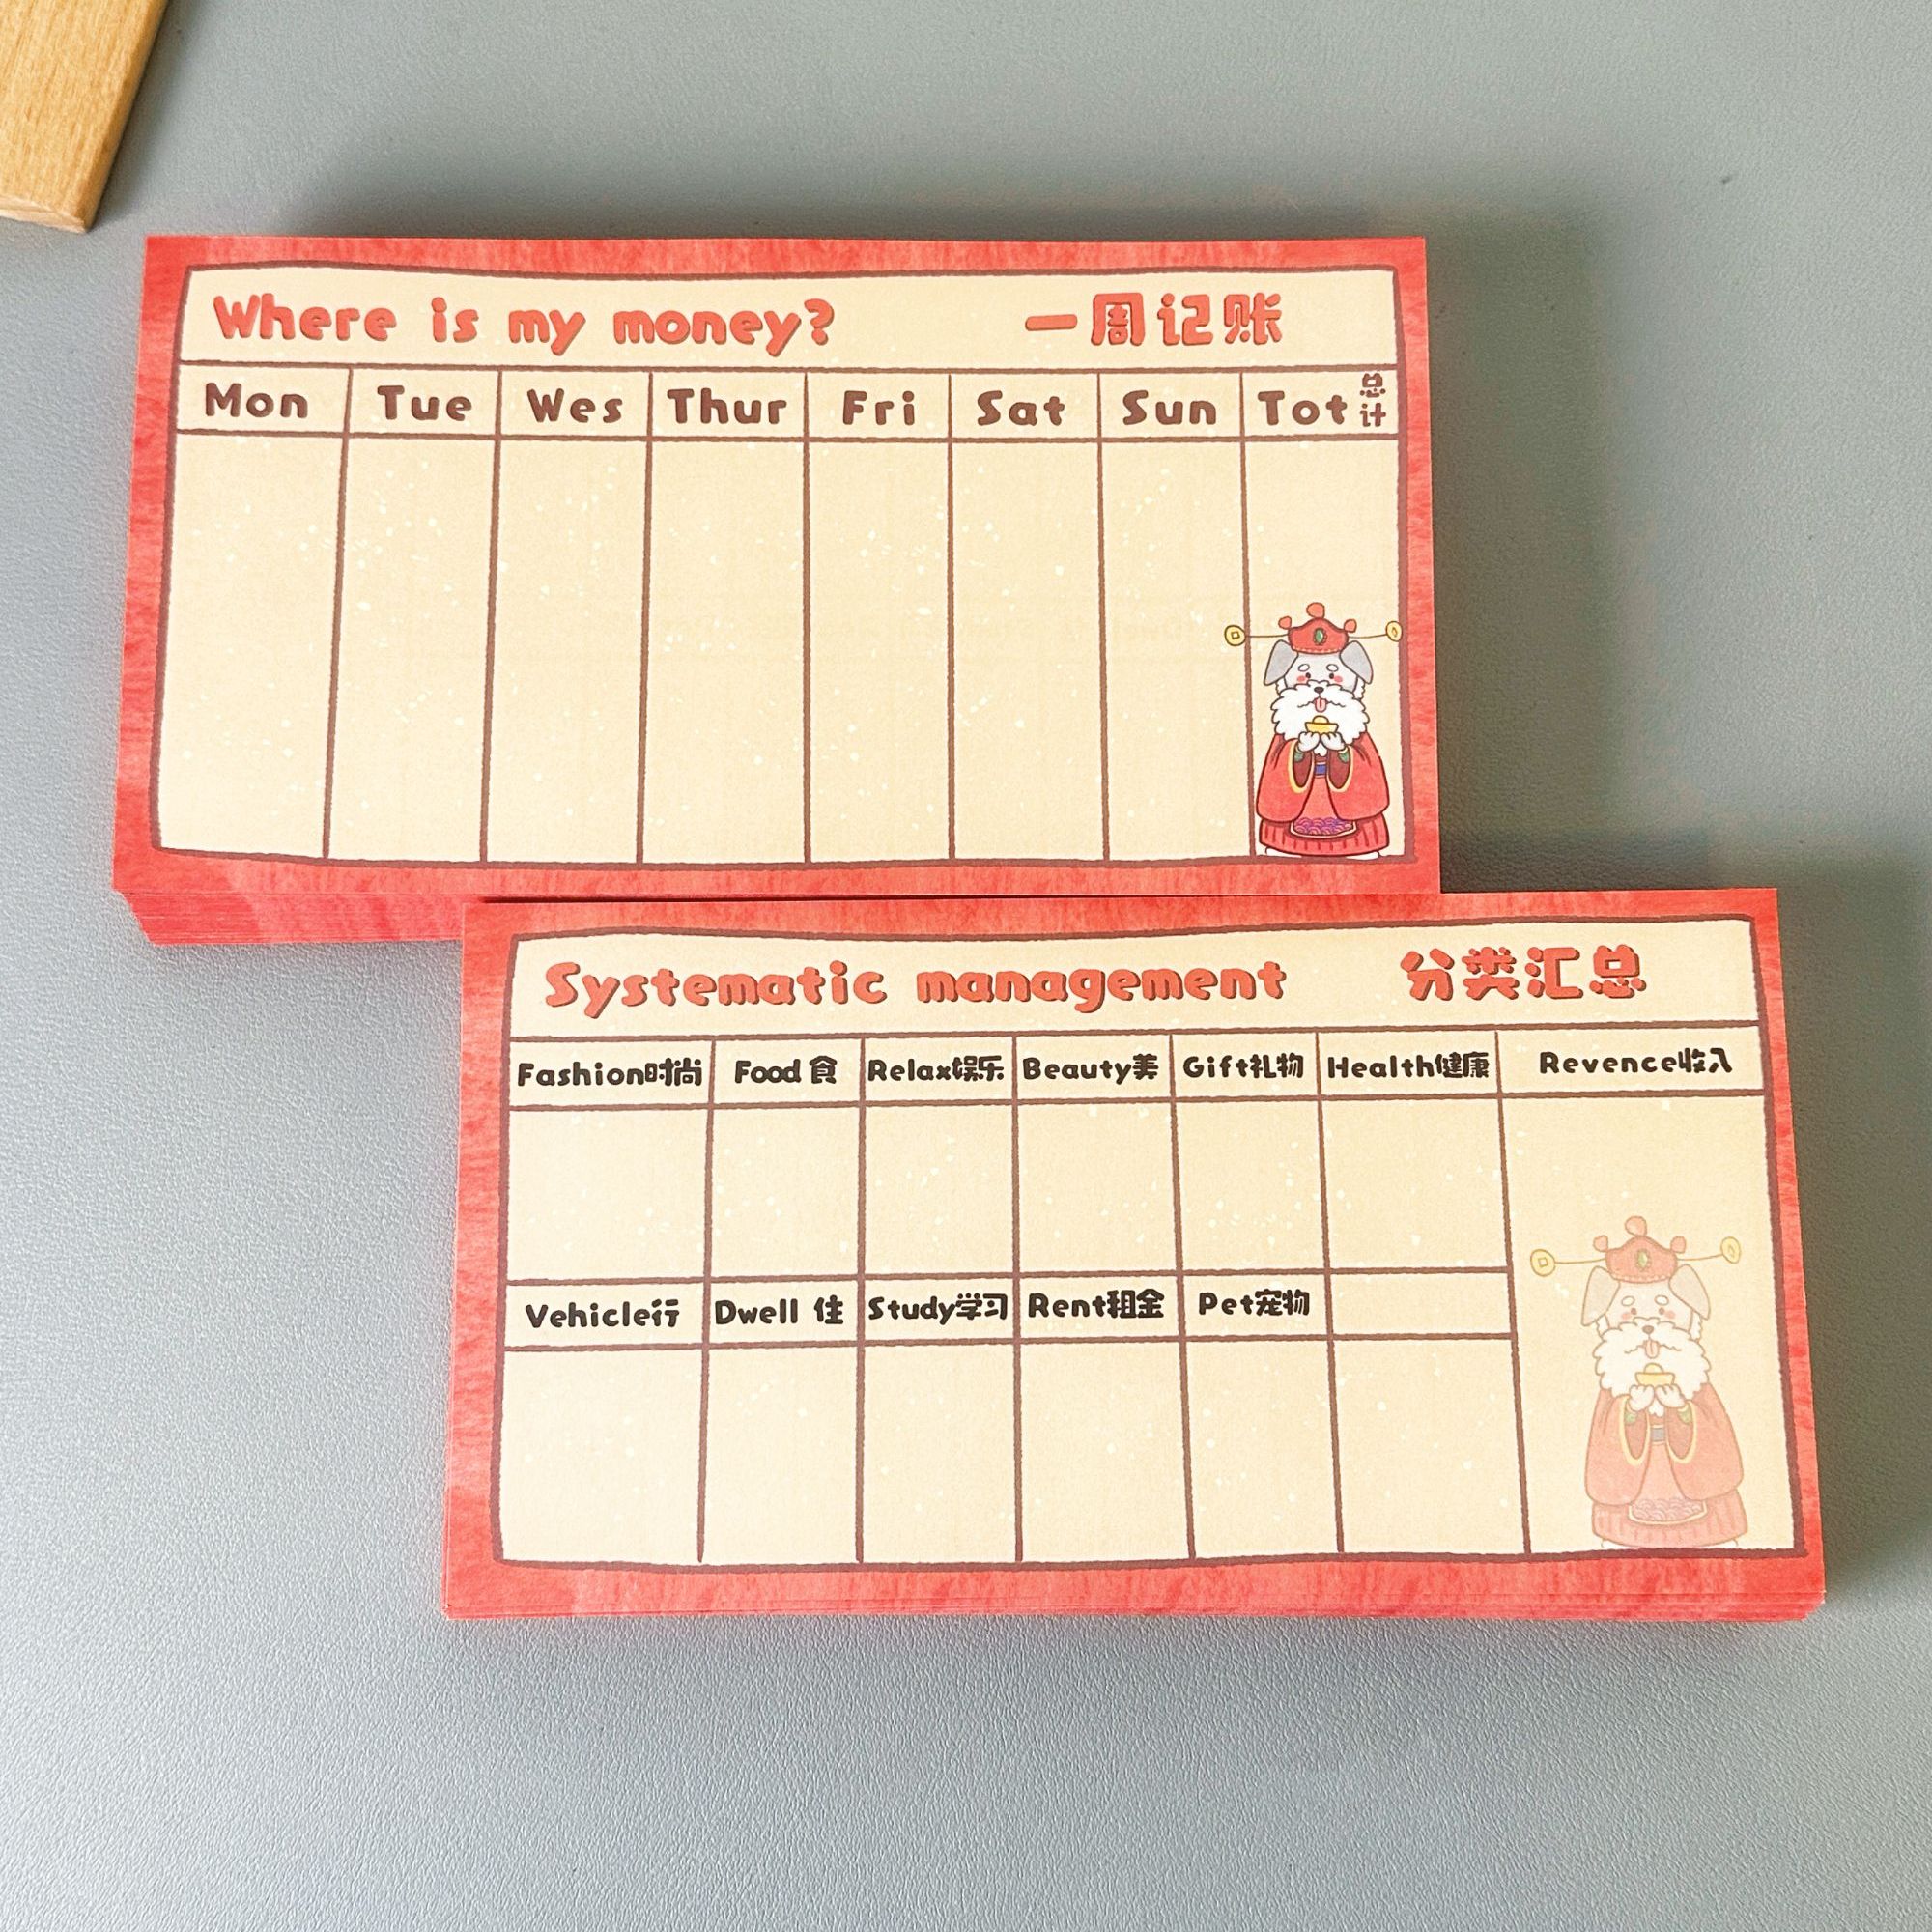 Where is my money? 一周记账
Mon Tue Wes Thur Fri Sat Sun Tot 总计
Systematic management 分类汇总
Fashion时尚 Food 食 Relax娱乐 Beauty美 Gift礼物 Health健康 Revence收入
Vehicle行 Dwell 住 Study学习 Rent租金 Pet宠物